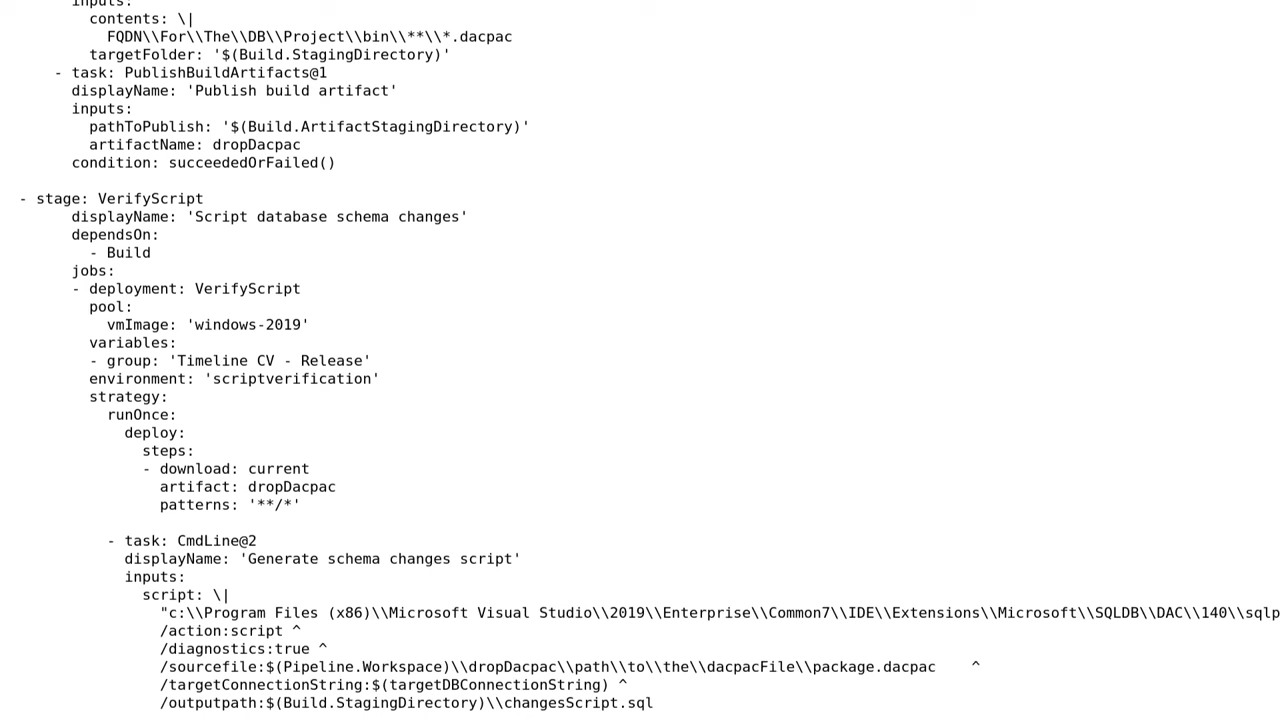 inputs:
contents: \|
FQDN\\For\\The\\DB\\Project\\bin\\**\\*.dacpac
targetFolder: '$(Build.StagingDirectory)'
- task: PublishBuildArtifacts@1
displayName: 'Publish build artifact'
inputs:
pathToPublish: '$(Build.ArtifactStagingDirectory)'
artifactName: dropDacpac
condition: succeededOrFailed()
- stage: VerifyScript
displayName: 'Script database schema changes'
dependsOn:
- Build
jobs:
- deployment: VerifyScript
pool:
vmImage: 'windows-2019'
variables:
- group: 'Timeline CV - Release'
environment: 'scriptverification'
strategy:
runOnce:
deploy:
steps:
- download: current
artifact: dropDacpac
patterns: '**/*'
- task: CmdLine@2
displayName: 'Generate schema changes script'
inputs:
script: \|
"c:\\Program Files (x86)\\Microsoft Visual Studio\\2019\\Enterprise\\Common7\\IDE\\Extensions\\Microsoft\\SQLDB\\DAC\\140\\sqlp
/action:script ^
/diagnostics:true ^
/sourcefile:$(Pipeline.Workspace)\\dropDacpac\\path\\to\\the\\dacpacFile\\package.dacpac    ^
/targetConnectionString:$(targetDBConnectionString) ^
/outputpath:$(Build.StagingDirectory)\\changesScript.sql